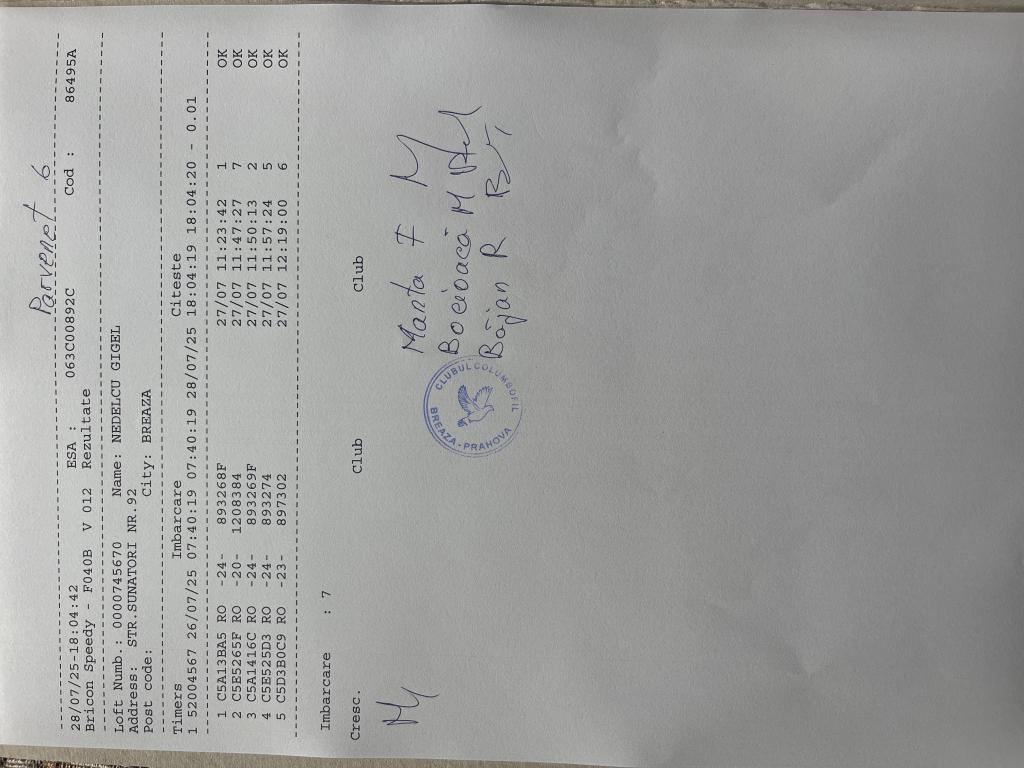 Parvenet 6
28/07/25-18:04:42 ESA : 063C00892C Cod : 86495A
Bricon Speedy - F040B V 012 Rezultate
Loft Numb.: 0000745670 Name: NEDELCU GIGEL
Address: STR.SUNATORI NR.92
Post code: City: BREAZA
Timers Imbarcare Citeste
1 52004567 26/07/25 07:40:19 07:40:19 28/07/25 18:04:19 18:04:20 - 0.01
1 C5A13BA5 RO -24- 893268F 27/07 11:23:42 1 OK
2 C5E5265F RO -20- 1208384 27/07 11:47:27 7 OK
3 C5A1416C RO -24- 893269F 27/07 11:50:13 2 OK
4 C5E525D3 RO -24- 893274 27/07 11:57:24 5 OK
5 C5D3B0C9 RO -23- 897302 27/07 12:19:00 6 OK
Imbarcare : 7
Cresc. Club Club
Manta F
Bocioacă M
Băjan R
CLUBUL COLUMBOFIL
BREAZA-PRAHOVA